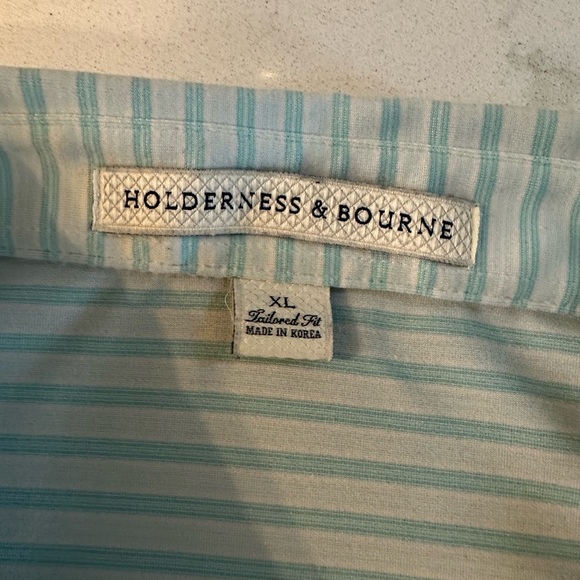 HOLDERNESS & BOURNE
XL
Tailored Fit
MADE IN KOREA